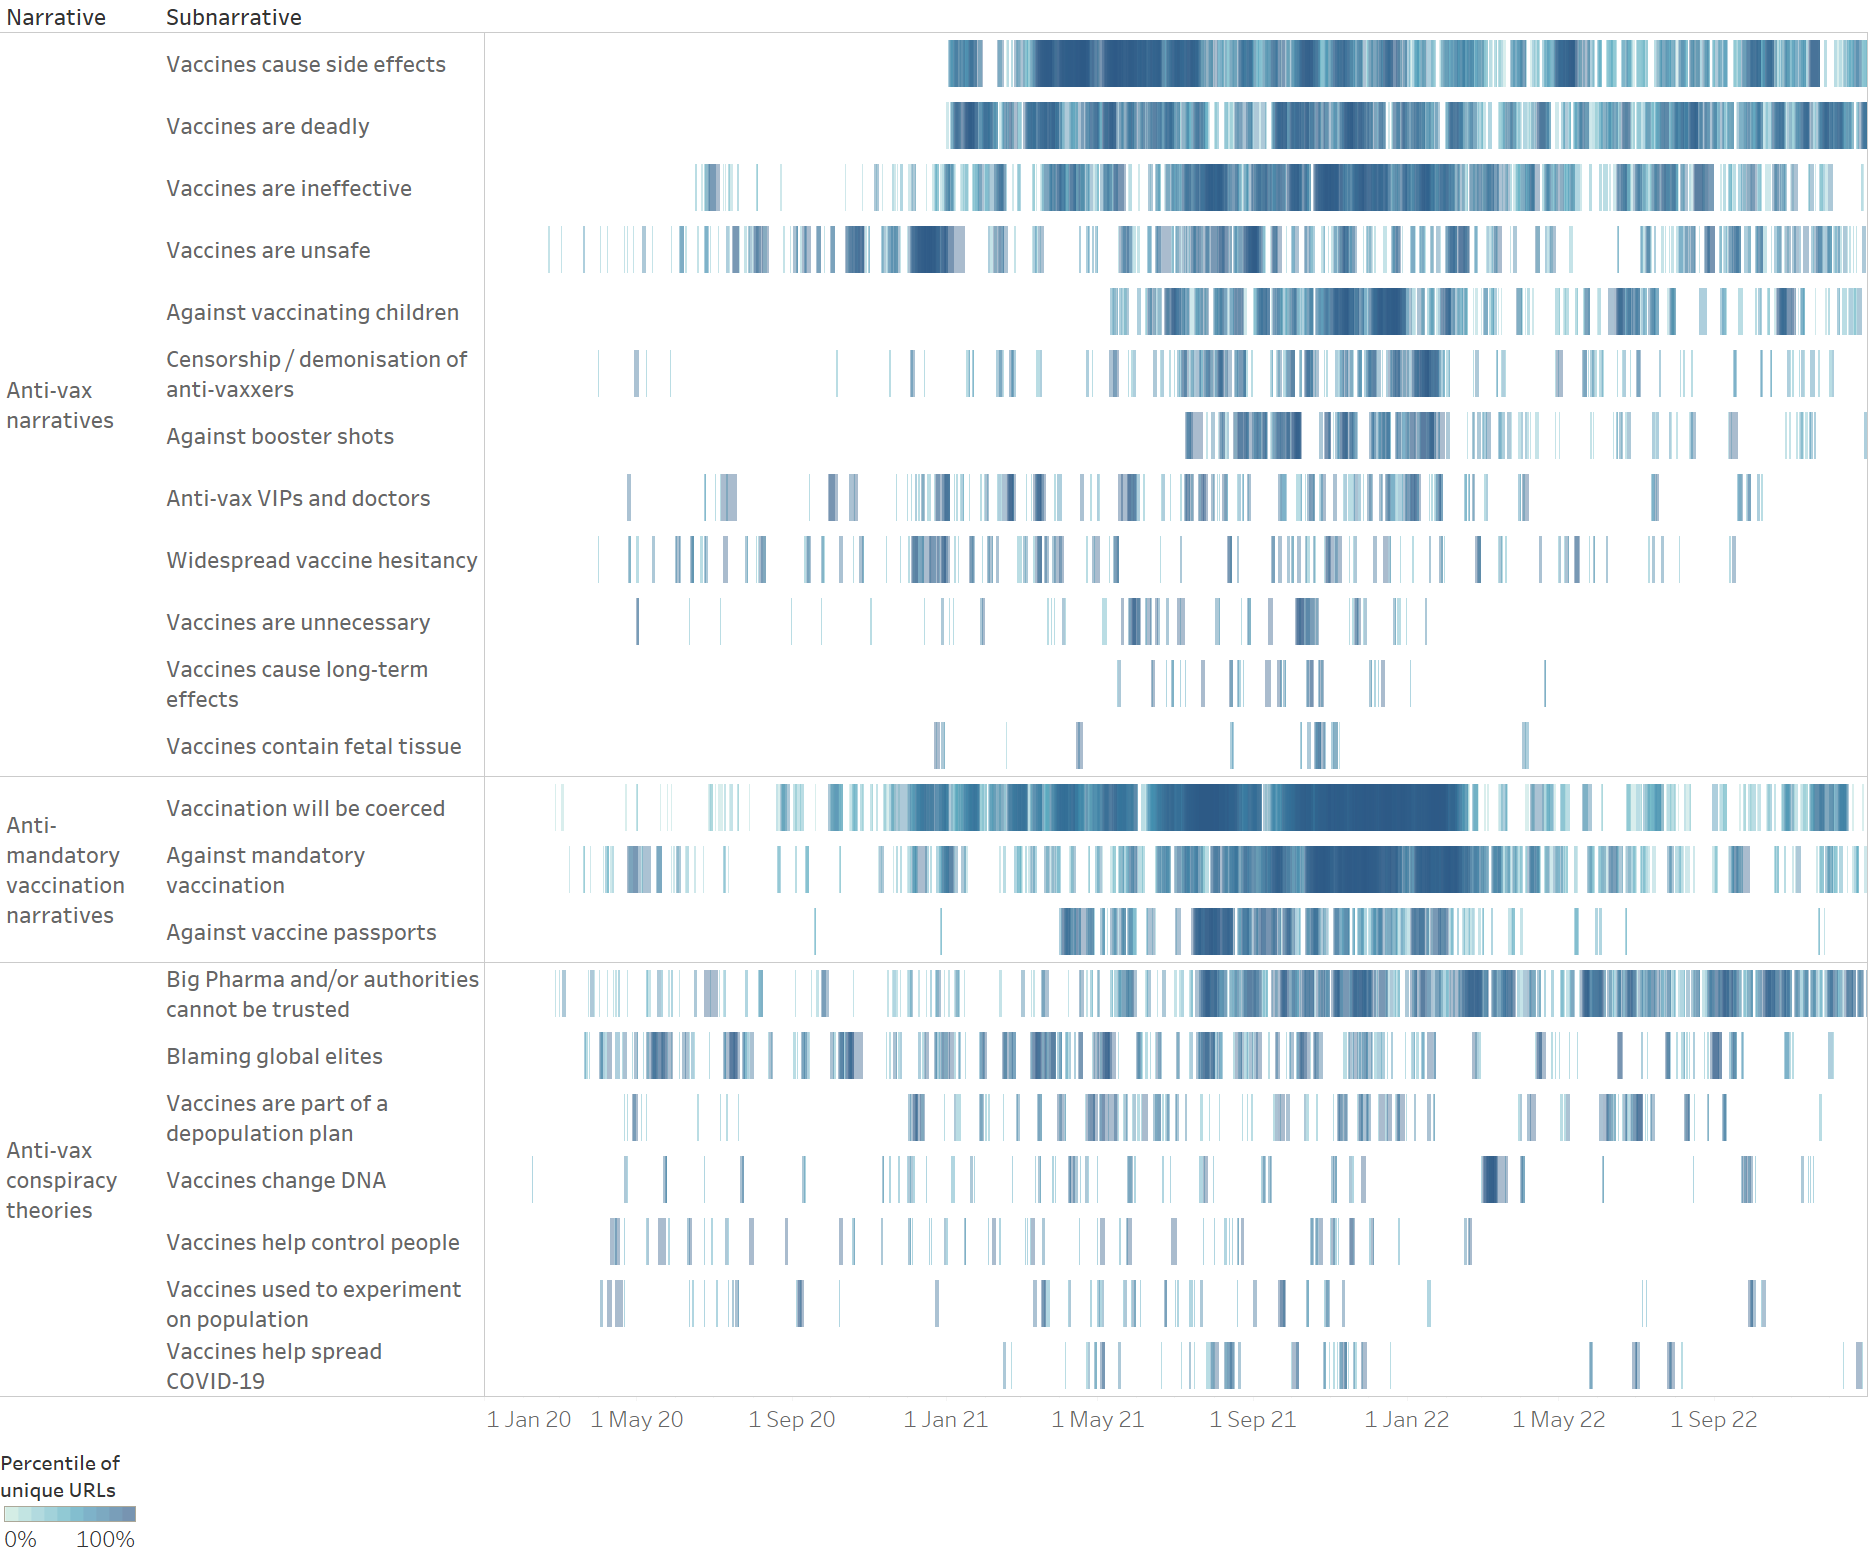 Narrative Subnarrative
Vaccines cause side effects
Vaccines are deadly
Vaccines are ineffective
Vaccines are unsafe
Against vaccinating children
Censorship / demonisation of
anti-vaxxers
Anti-vax
narratives
Against booster shots
Anti-vax VIPs and doctors
Widespread vaccine hesitancy
Vaccines are unnecessary
Vaccines cause long-term
effects
Vaccines contain fetal tissue
Anti-
mandatory
vaccination
narratives
Vaccination will be coerced
Against mandatory
vaccination
Against vaccine passports
Big Pharma and/or authorities
cannot be trusted
Blaming global elites
Vaccines are part of a
depopulation plan
Anti-vax
conspiracy
theories
Vaccines change DNA
Vaccines help control people
Vaccines used to experiment
on population
Vaccines help spread
COVID-19
1 Jan 20 1 May 20 1 Sep 20 1 Jan 21 1 May 21 1 Sep 21 1 Jan 22 1 May 22 1 Sep 22
Percentile of
unique URLs
0% 100%